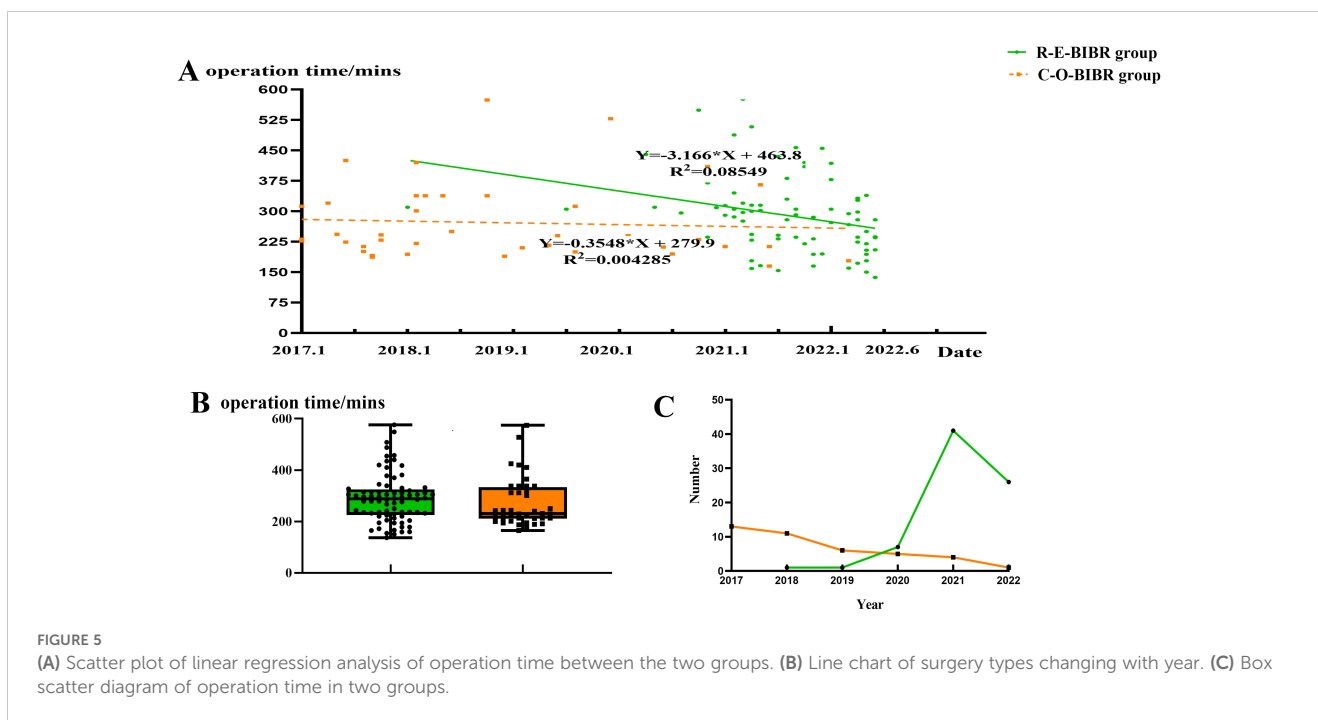 R-E-BIBR group
C-O-BIBR group
A operation time/mins
600
525
450
375
300
225
150
75
0
Y=-3.166*X + 463.8
R²=0.08549
Y=-0.3548*X + 279.9
R²=0.004285
2017.1 2018.1 2019.1 2020.1 2021.1 2022.1 2022.6 Date
B operation time/mins
600
400
200
0
C
50
40
30
20
10
0
Number
2017 2018 2019 2020 2021 2022
Year
FIGURE 5
(A) Scatter plot of linear regression analysis of operation time between the two groups. (B) Line chart of surgery types changing with year. (C) Box
scatter diagram of operation time in two groups.